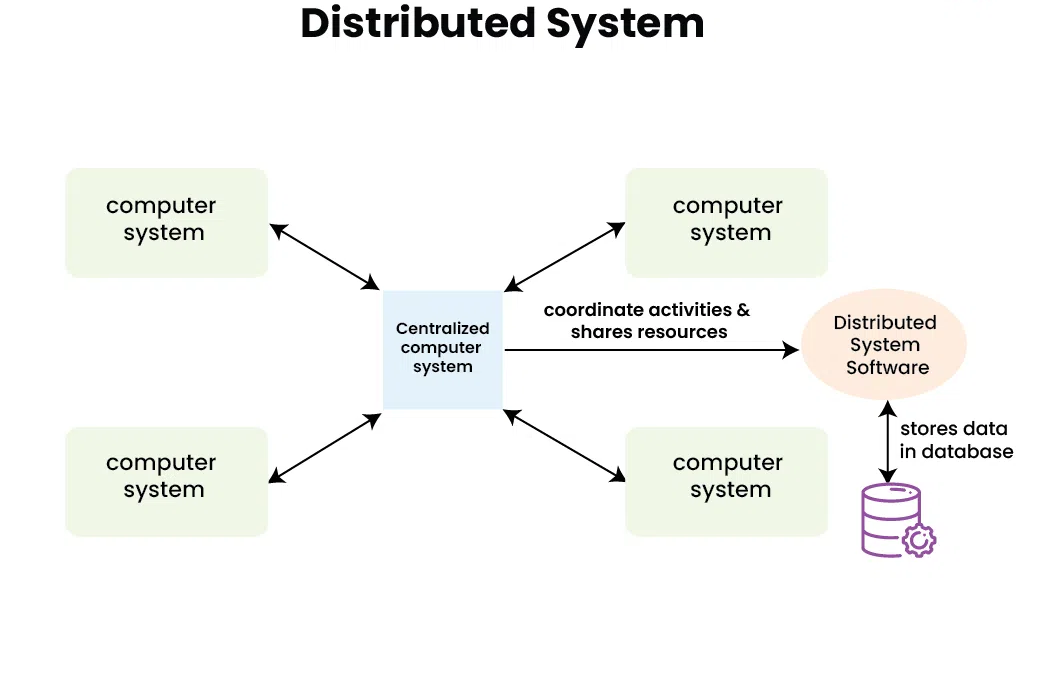 Distributed System
computer
system
computer
system
coordinate activities &
shares resources
Centralized
computer
system
Distributed
System
Software
stores data
in database
computer
system
computer
system